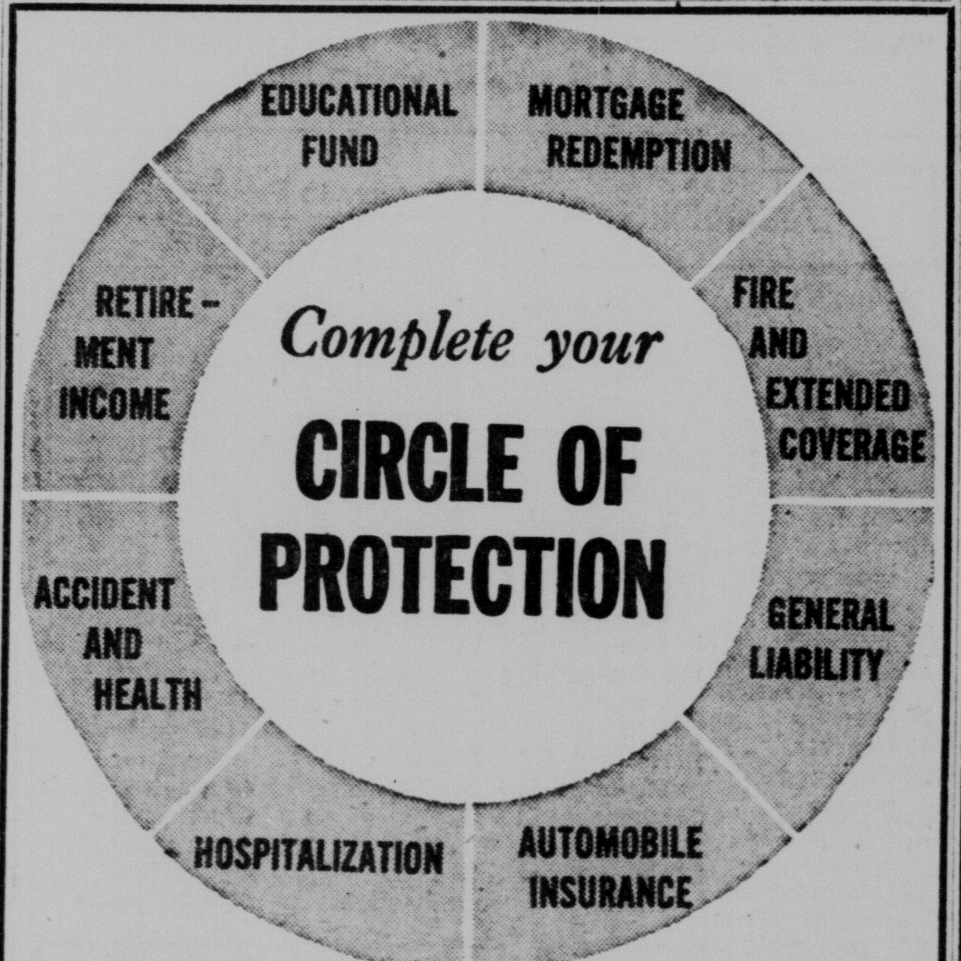 EDUCATIONAL
FUND
MORTGAGE
REDEMPTION
RETIRE -
MENT
INCOME
FIRE
AND
EXTENDED
COVERAGE
Complete your
CIRCLE OF
PROTECTION
ACCIDENT
AND
HEALTH
GENERAL
LIABILITY
HOSPITALIZATION
AUTOMOBILE
INSURANCE